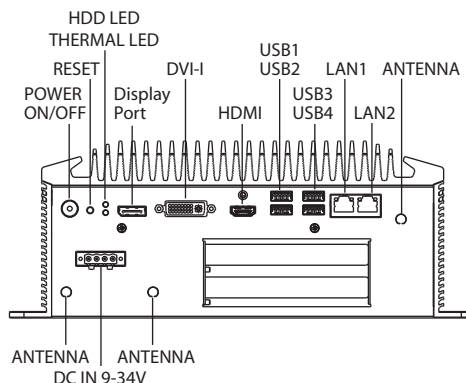 HDD LED
THERMAL LED
RESET
POWER
ON/OFF
Display
Port
DVI-I
HDMI
USB1
USB2
USB3
USB4
LAN1
LAN2
ANTENNA
ANTENNA
ANTENNA
DC IN 9-34V